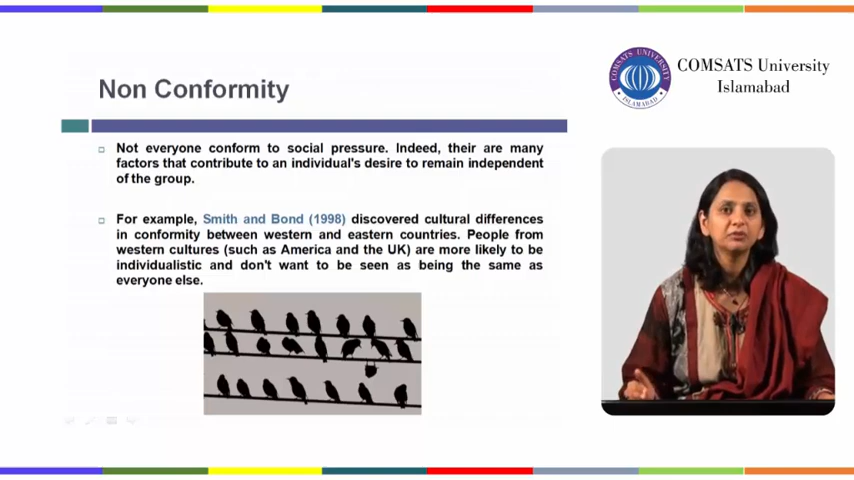 COMSATS University
Islamabad
COMSATS UNIVERSITY
ISLAMABAD
Non Conformity
Not everyone conform to social pressure. Indeed, their are many
factors that contribute to an individual's desire to remain independent
of the group.
For example, Smith and Bond (1998) discovered cultural differences
in conformity between western and eastern countries. People from
western cultures (such as America and the UK) are more likely to be
individualistic and don't want to be seen as being the same as
everyone else.